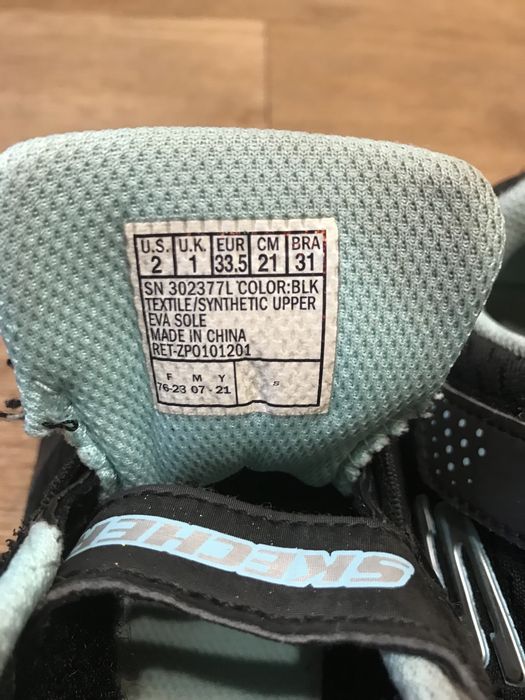 U.S. U.K. EUR CM BRA
2 1 33.5 21 31
SN 302377L COLOR:BLK
TEXTILE/SYNTHETIC UPPER
EVA SOLE
MADE IN CHINA
RET-ZP0101201
F M Y
76-23 07 - 21
S
SKECHER